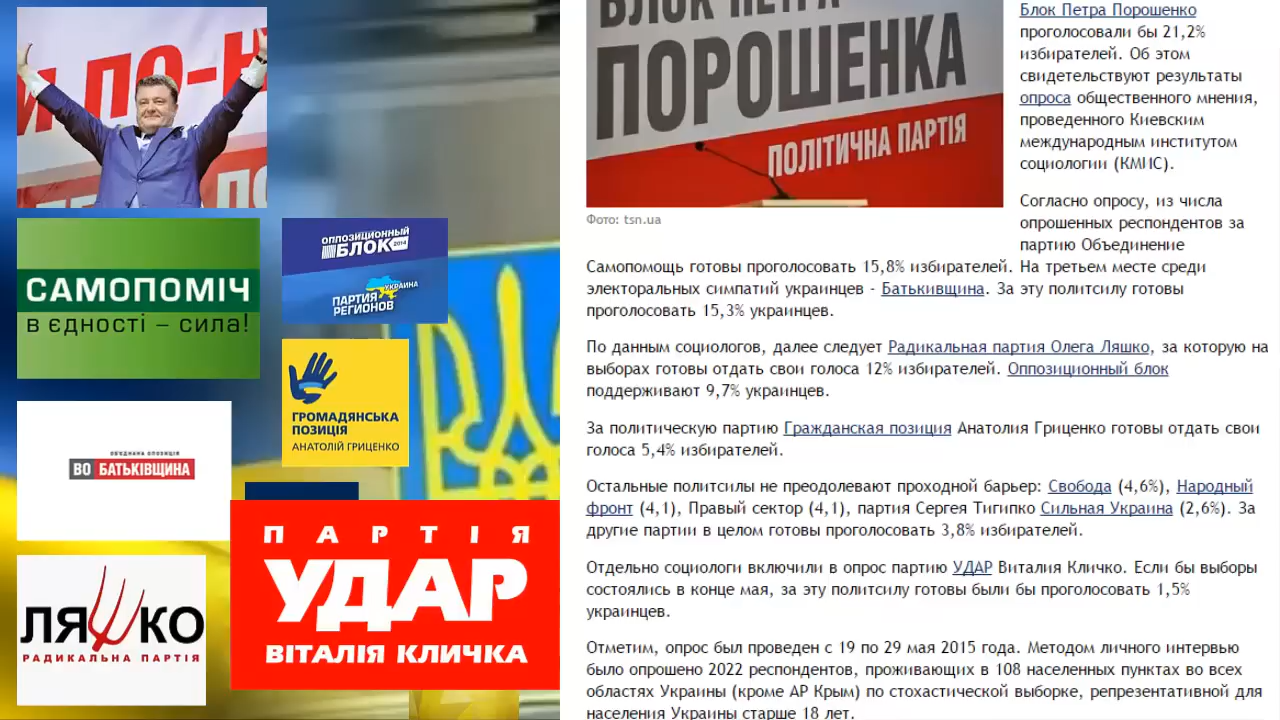 И ПО-Н
САМОПОМІЧ
в єдності – сила!
ОППОЗИЦИОННЫЙ
БЛОК 2014
ПАРТИЯ УКРАИНА
РЕГИОНОВ
ГРОМАДЯНСЬКА
ПОЗИЦІЯ
АНАТОЛІЙ ГРИЦЕНКО
ОБ'ЄДНАНА ОПОЗИЦІЯ
ВО БАТЬКІВЩИНА
ЛЯШКО
РАДИКАЛЬНА ПАРТІЯ
ПАРТІЯ
УДАР
ВІТАЛІЯ КЛИЧКА
БЛОК ПЕТРА
ПОРОШЕНКА
ПОЛІТИЧНА ПАРТІЯ
Фото: tsn.ua
Блок Петра Порошенко
проголосовали бы 21,2%
избирателей. Об этом
свидетельствуют результаты
опроса общественного мнения,
проведенного Киевским
международным институтом
социологии (КМИС).
Согласно опросу, из числа
опрошенных респондентов за
партию Объединение
Самопомощь готовы проголосовать 15,8% избирателей. На третьем месте среди
электоральных симпатий украинцев - Батькивщина. За эту политсилу готовы
проголосовать 15,3% украинцев.
По данным социологов, далее следует Радикальная партия Олега Ляшко, за которую на
выборах готовы отдать свои голоса 12% избирателей. Оппозиционный блок
поддерживают 9,7% украинцев.
За политическую партию Гражданская позиция Анатолия Гриценко готовы отдать свои
голоса 5,4% избирателей.
Остальные политсилы не преодолевают проходной барьер: Свобода (4,6%), Народный
фронт (4,1), Правый сектор (4,1), партия Сергея Тигипко Сильная Украина (2,6%). За
другие партии в целом готовы проголосовать 3,8% избирателей.
Отдельно социологи включили в опрос партию УДАР Виталия Кличко. Если бы выборы
состоялись в конце мая, за эту политсилу готовы были бы проголосовать 1,5%
украинцев.
Отметим, опрос был проведен с 19 по 29 мая 2015 года. Методом личного интервью
было опрошено 2022 респондентов, проживающих в 108 населенных пунктах во всех
областях Украины (кроме АР Крым) по стохастической выборке, репрезентативной для
населения Украины старше 18 лет.